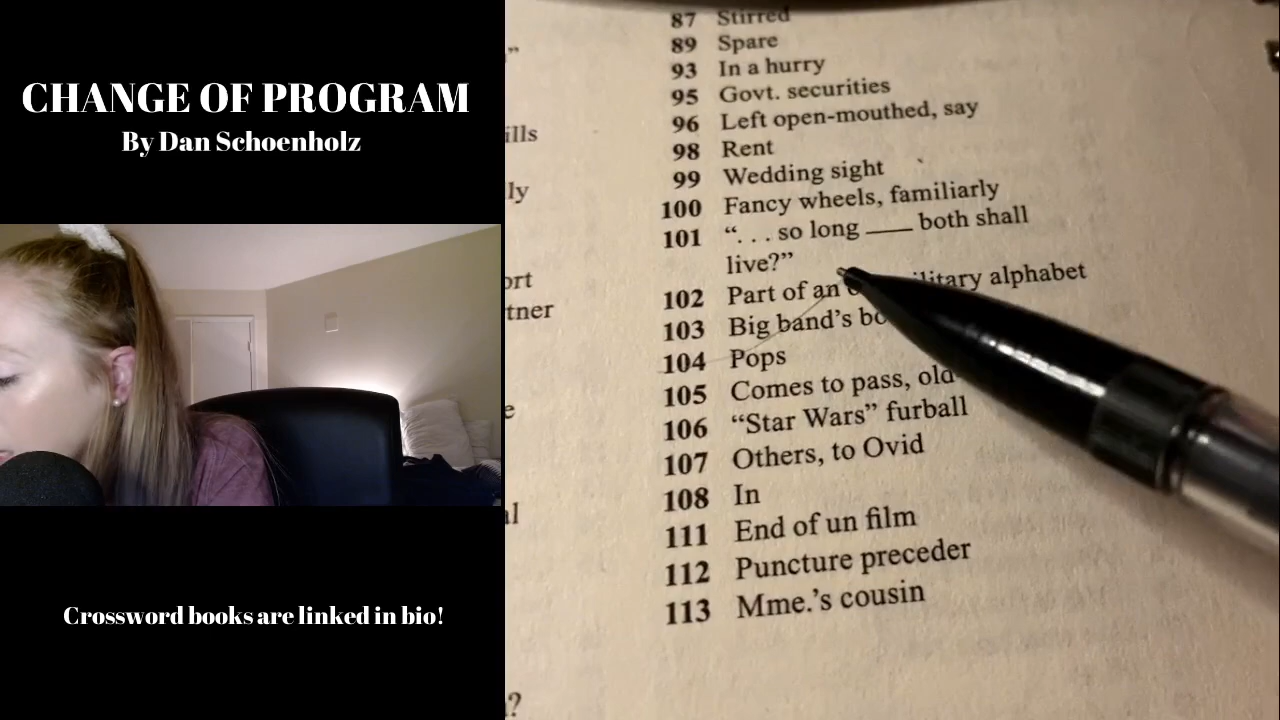 CHANGE OF PROGRAM
By Dan Schoenholz
Crossword books are linked in bio!
87 Stirred
89 Spare
93 In a hurry
95 Govt. securities
96 Left open-mouthed, say
98 Rent
99 Wedding sight
100 Fancy wheels, familiarly
101 “. . . so long ___ both shall
live?”
102 Part of an alphabet
103 Big band’s
104 Pops
105 Comes to pass, old
106 “Star Wars” furball
107 Others, to Ovid
108 In
111 End of un film
112 Puncture preceder
113 Mme.’s cousin